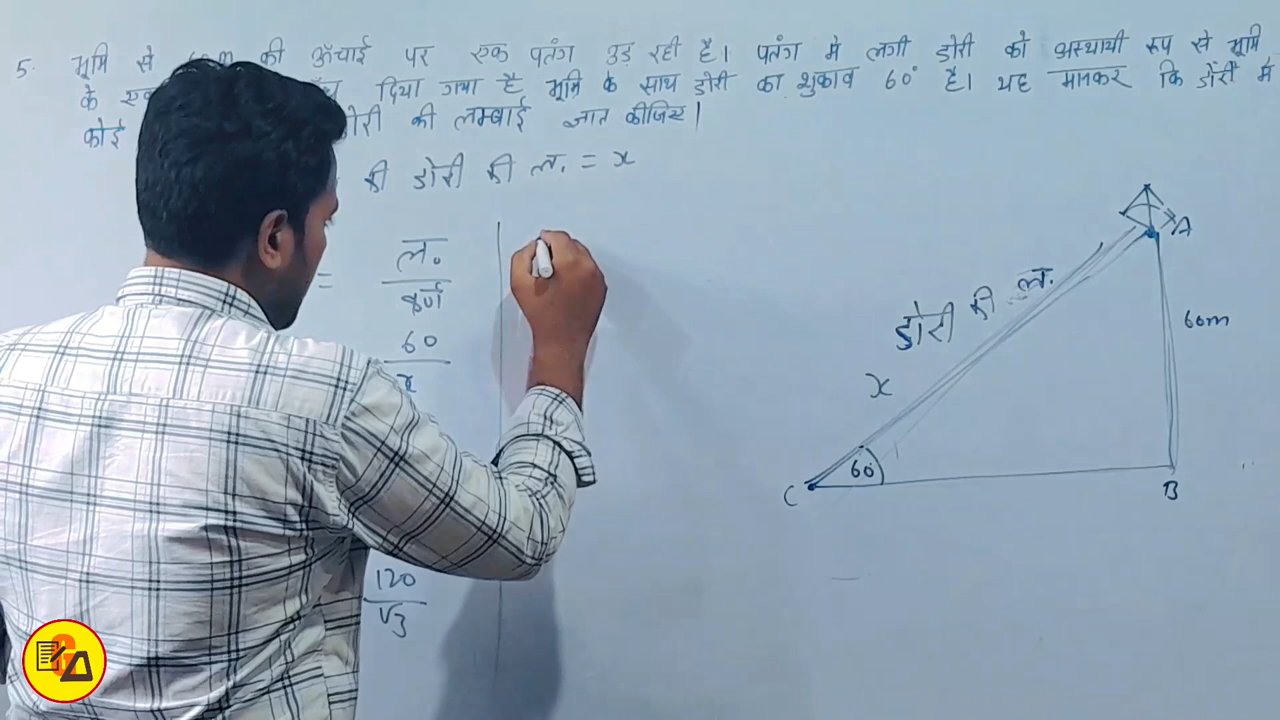 5. भूमि से 60m की ऊँचाई पर एक पतंग उड़ रही है। पतंग मे लगी डोरी को अस्थायी रूप से भूमि
के एक दिया गया है भूमि के साथ डोरी का झुकाव 60° है। यह मानकर कि डोरी में
कोई डोरी की लम्बाई ज्ञात कीजिए।
की डोरी की ल. = x
= ल. / कर्ण
60 / x
120 / √3
A
डोरी की ल.
60m
x
60°
C
B